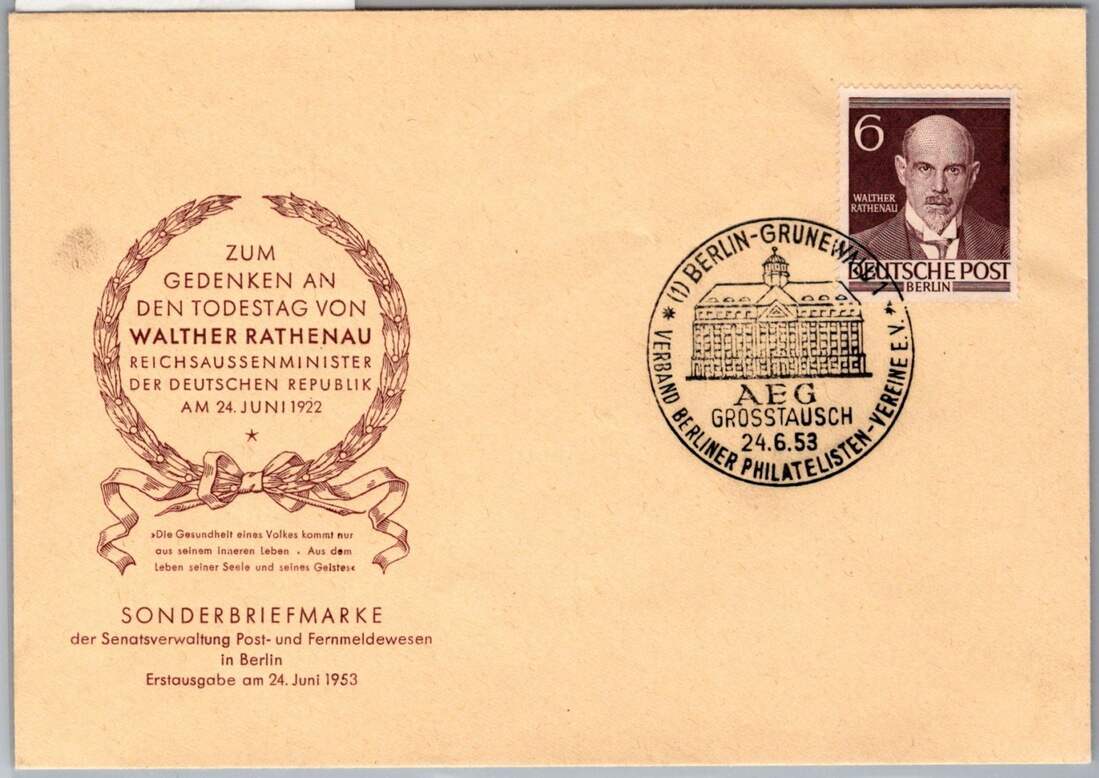 ZUM
GEDENKEN AN
DEN TODESTAG VON
WALTHER RATHENAU
REICHSAUSSENMINISTER
DER DEUTSCHEN REPUBLIK
AM 24. JUNI 1922
»Die Gesundheit eines Volkes kommt nur
aus seinem inneren Leben . Aus dem
Leben seiner Seele und seines Geistes«
SONDERBRIEFMARKE
der Senatsverwaltung Post- und Fernmeldewesen
in Berlin
Erstausgabe am 24. Juni 1953
6
WALTHER
RATHENAU
DEUTSCHE POST
BERLIN
(1) BERLIN-GRUNEWALD 1
AEG
GROSSTAUSCH
24.6.53
* VERBAND BERLINER PHILATELISTEN-VEREINE E.V. *